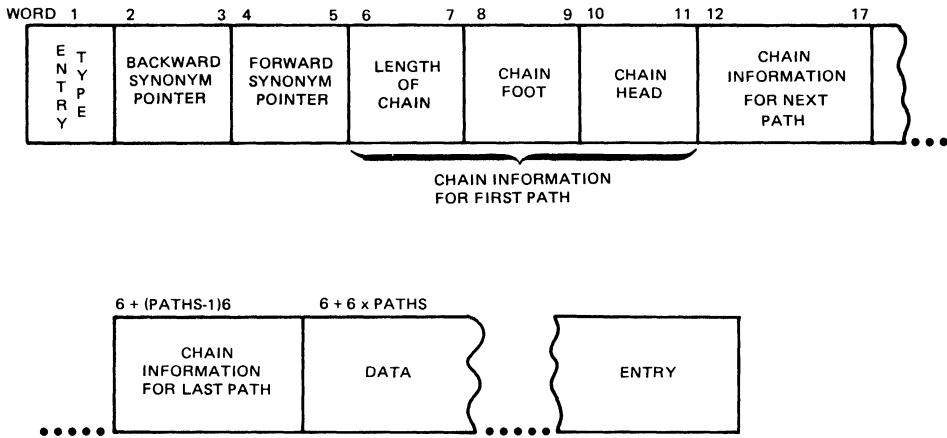 WORD 1 2 3 4 5 6 7 8 9 10 11 12 17
ENTRY TYPE
BACKWARD
SYNONYM
POINTER
FORWARD
SYNONYM
POINTER
LENGTH
OF
CHAIN
CHAIN
FOOT
CHAIN
HEAD
CHAIN
INFORMATION
FOR NEXT
PATH
CHAIN INFORMATION
FOR FIRST PATH
6 + (PATHS-1)6
6 + 6 x PATHS
CHAIN
INFORMATION
FOR LAST PATH
DATA
ENTRY